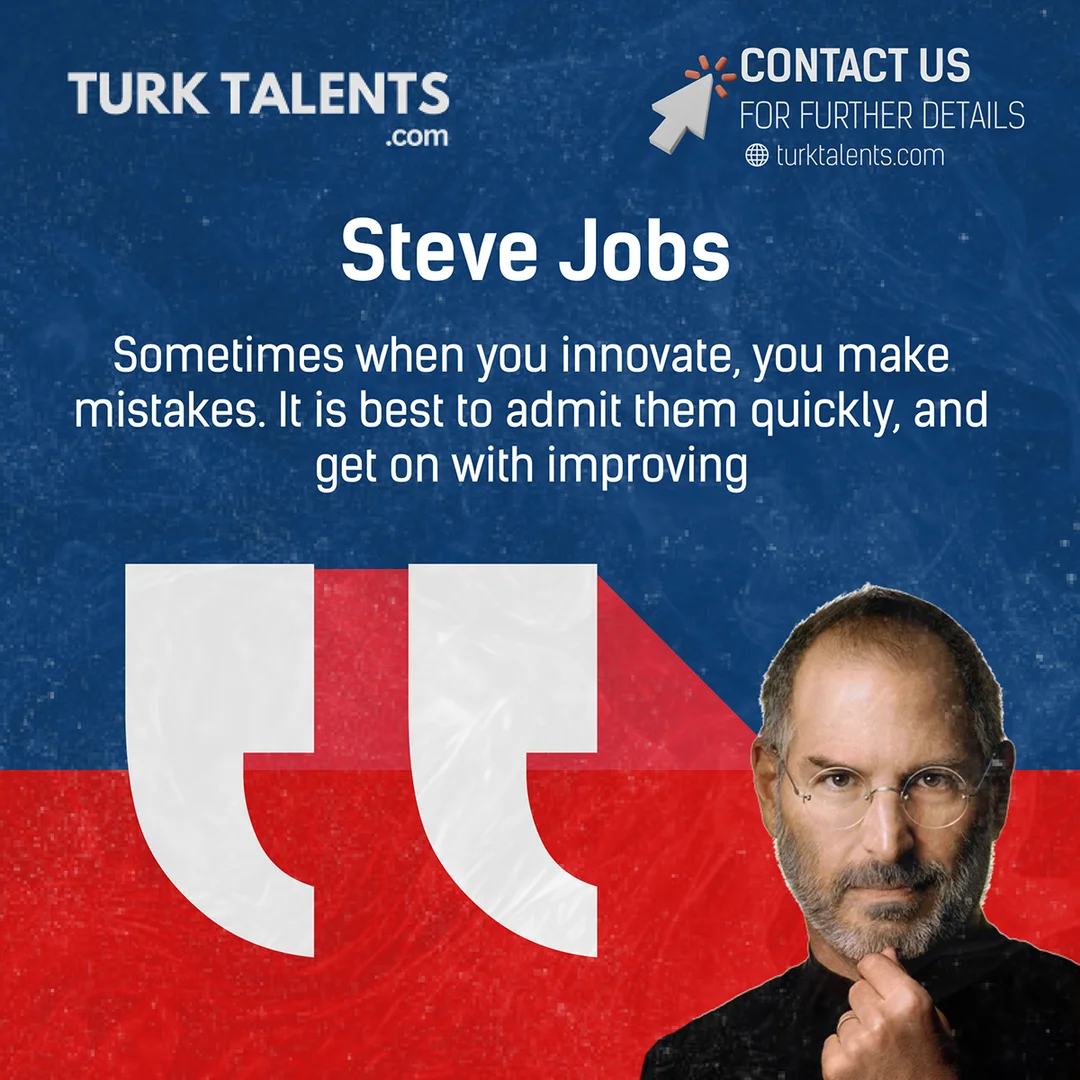 TURK TALENTS
.com
CONTACT US
FOR FURTHER DETAILS
turktalents.com
Steve Jobs
Sometimes when you innovate, you make
mistakes. It is best to admit them quickly, and
get on with improving